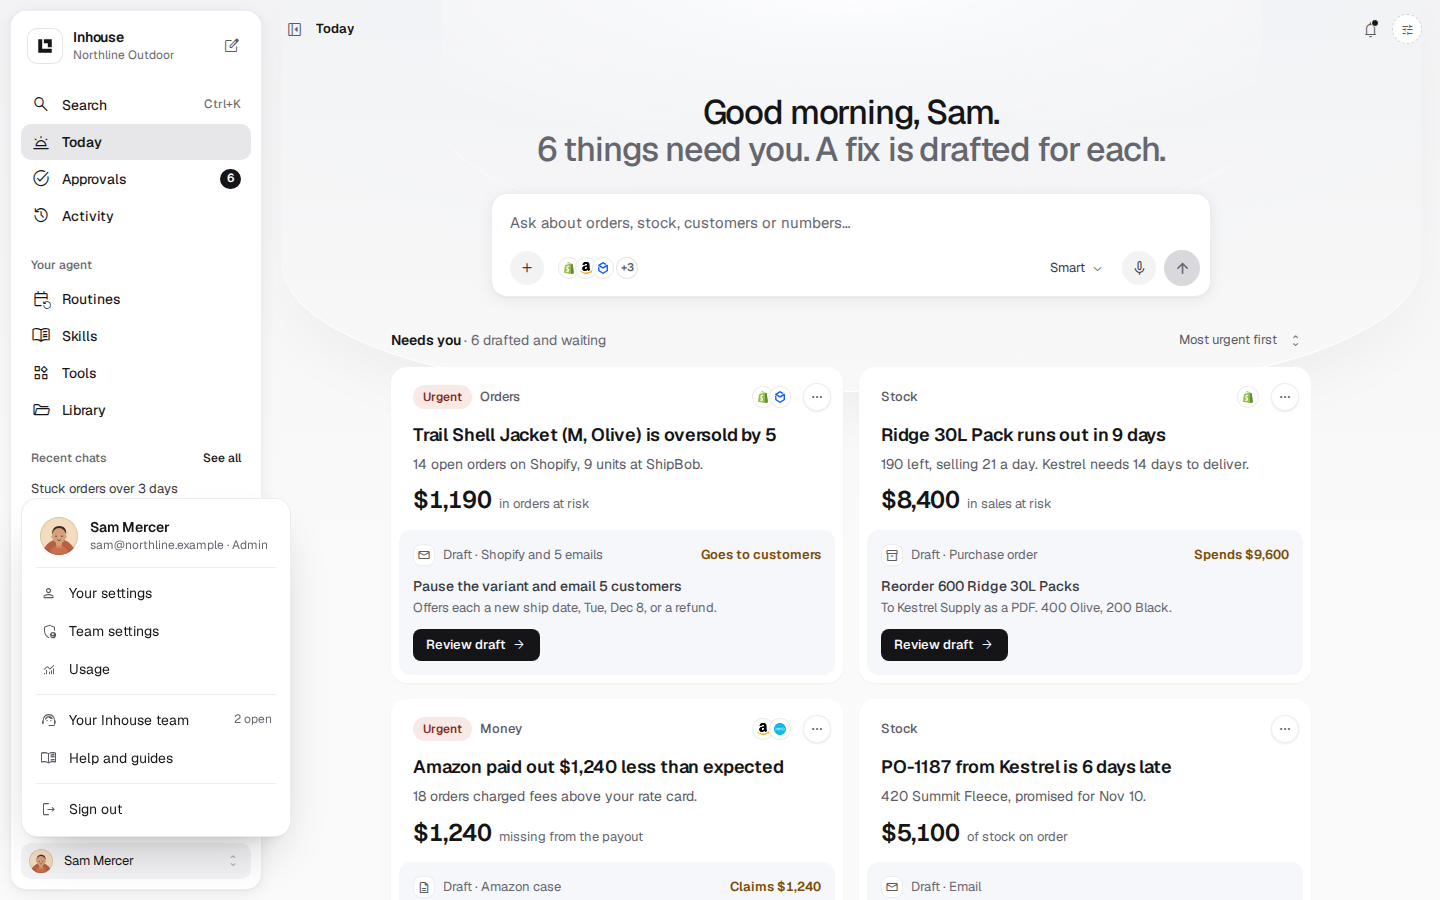 Inhouse
Northline Outdoor
Search
Ctrl+K
Today
Approvals
6
Activity
Your agent
Routines
Skills
Tools
Library
Recent chats
See all
Stuck orders over 3 days
Sam Mercer
sam@northline.example · Admin
Your settings
Team settings
Usage
Your Inhouse team
2 open
Help and guides
Sign out
Sam Mercer
Today
Good morning, Sam.
6 things need you. A fix is drafted for each.
Ask about orders, stock, customers or numbers...
+3
Smart
Needs you · 6 drafted and waiting
Most urgent first
Urgent
Orders
Trail Shell Jacket (M, Olive) is oversold by 5
14 open orders on Shopify, 9 units at ShipBob.
$1,190 in orders at risk
Draft · Shopify and 5 emails
Goes to customers
Pause the variant and email 5 customers
Offers each a new ship date, Tue, Dec 8, or a refund.
Review draft
Stock
Ridge 30L Pack runs out in 9 days
190 left, selling 21 a day. Kestrel needs 14 days to deliver.
$8,400 in sales at risk
Draft · Purchase order
Spends $9,600
Reorder 600 Ridge 30L Packs
To Kestrel Supply as a PDF. 400 Olive, 200 Black.
Review draft
Urgent
Money
Amazon paid out $1,240 less than expected
18 orders charged fees above your rate card.
$1,240 missing from the payout
Draft · Amazon case
Claims $1,240
Stock
PO-1187 from Kestrel is 6 days late
420 Summit Fleece, promised for Nov 10.
$5,100 of stock on order
Draft · Email